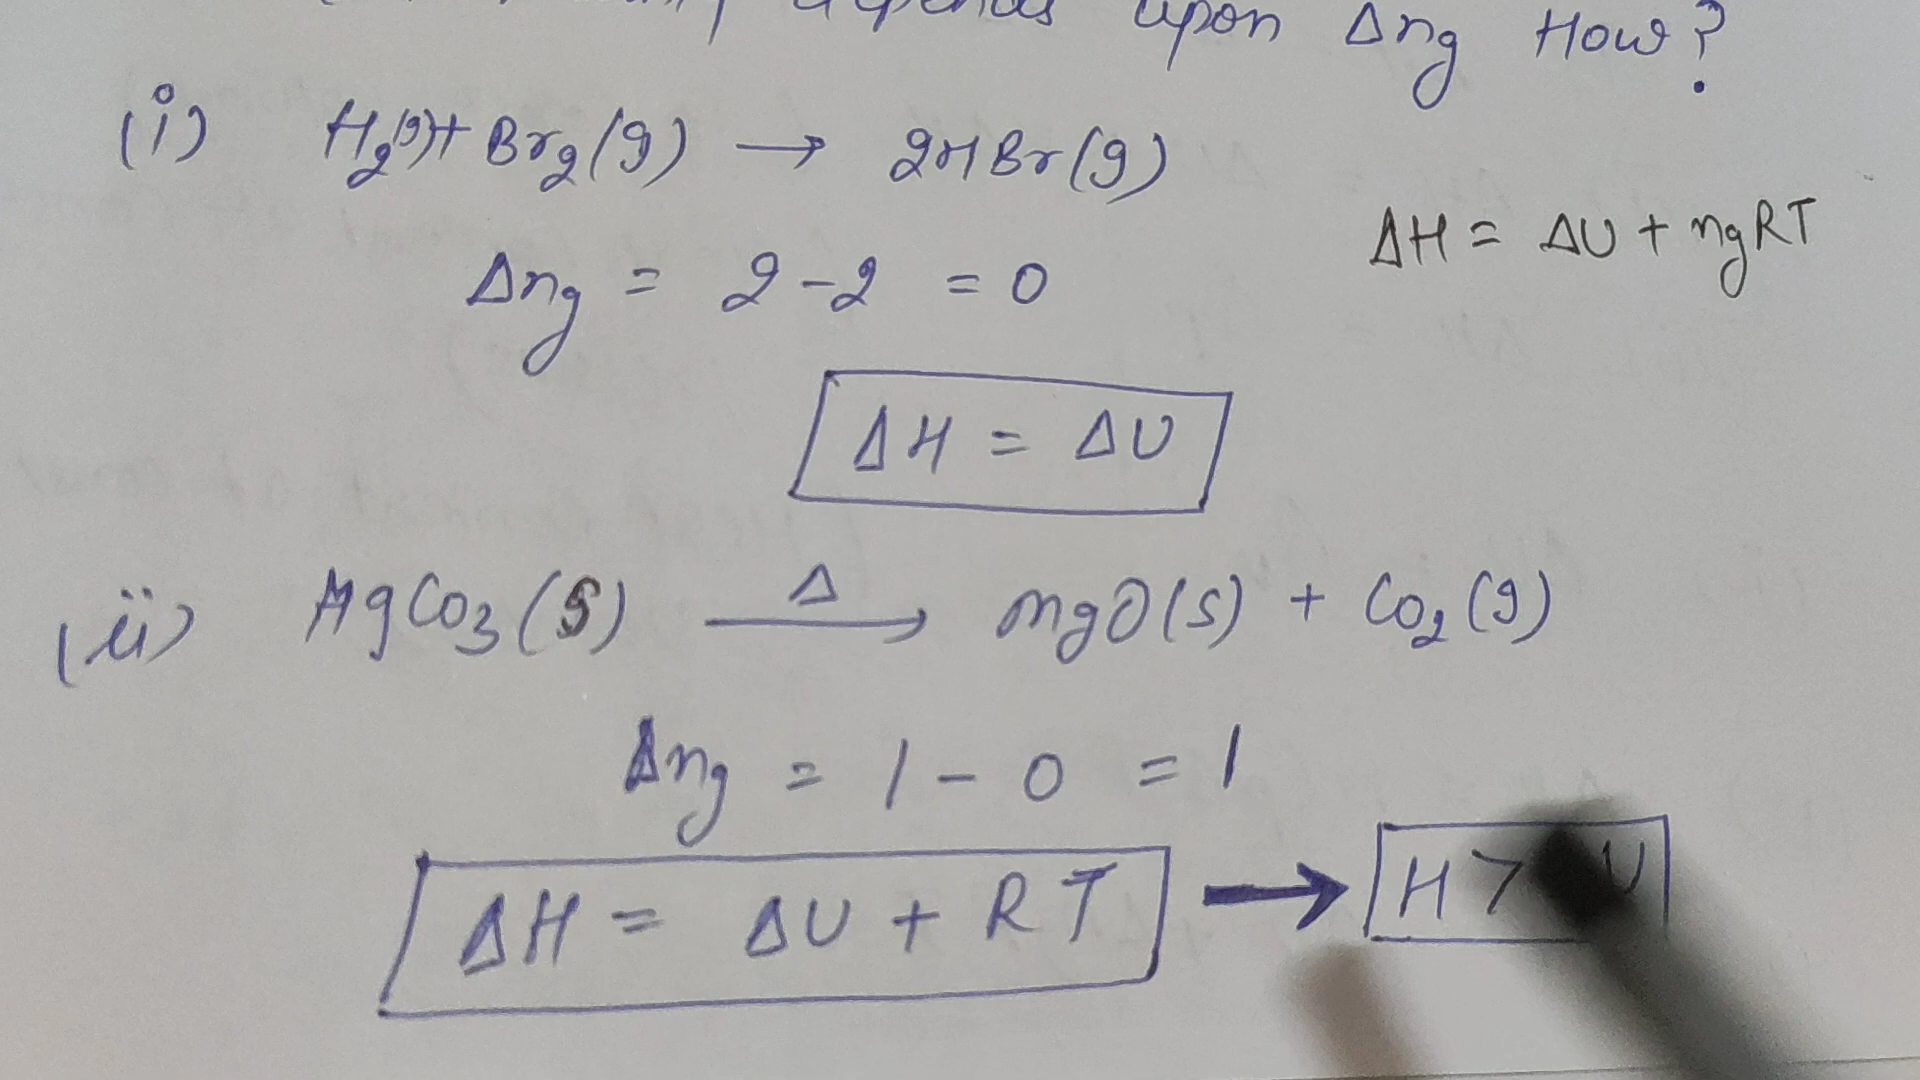 depends upon Δng How?
(i) H2(g)+ Br2(g) → 2HBr(g)
ΔH = ΔU + ngRT
Δng = 2-2 = 0
ΔH = ΔU
(ii) MgCo3(s) Δ→ mgO(s) + Co2(g)
Δng = 1 - 0 = 1
ΔH = ΔU + RT → H > U